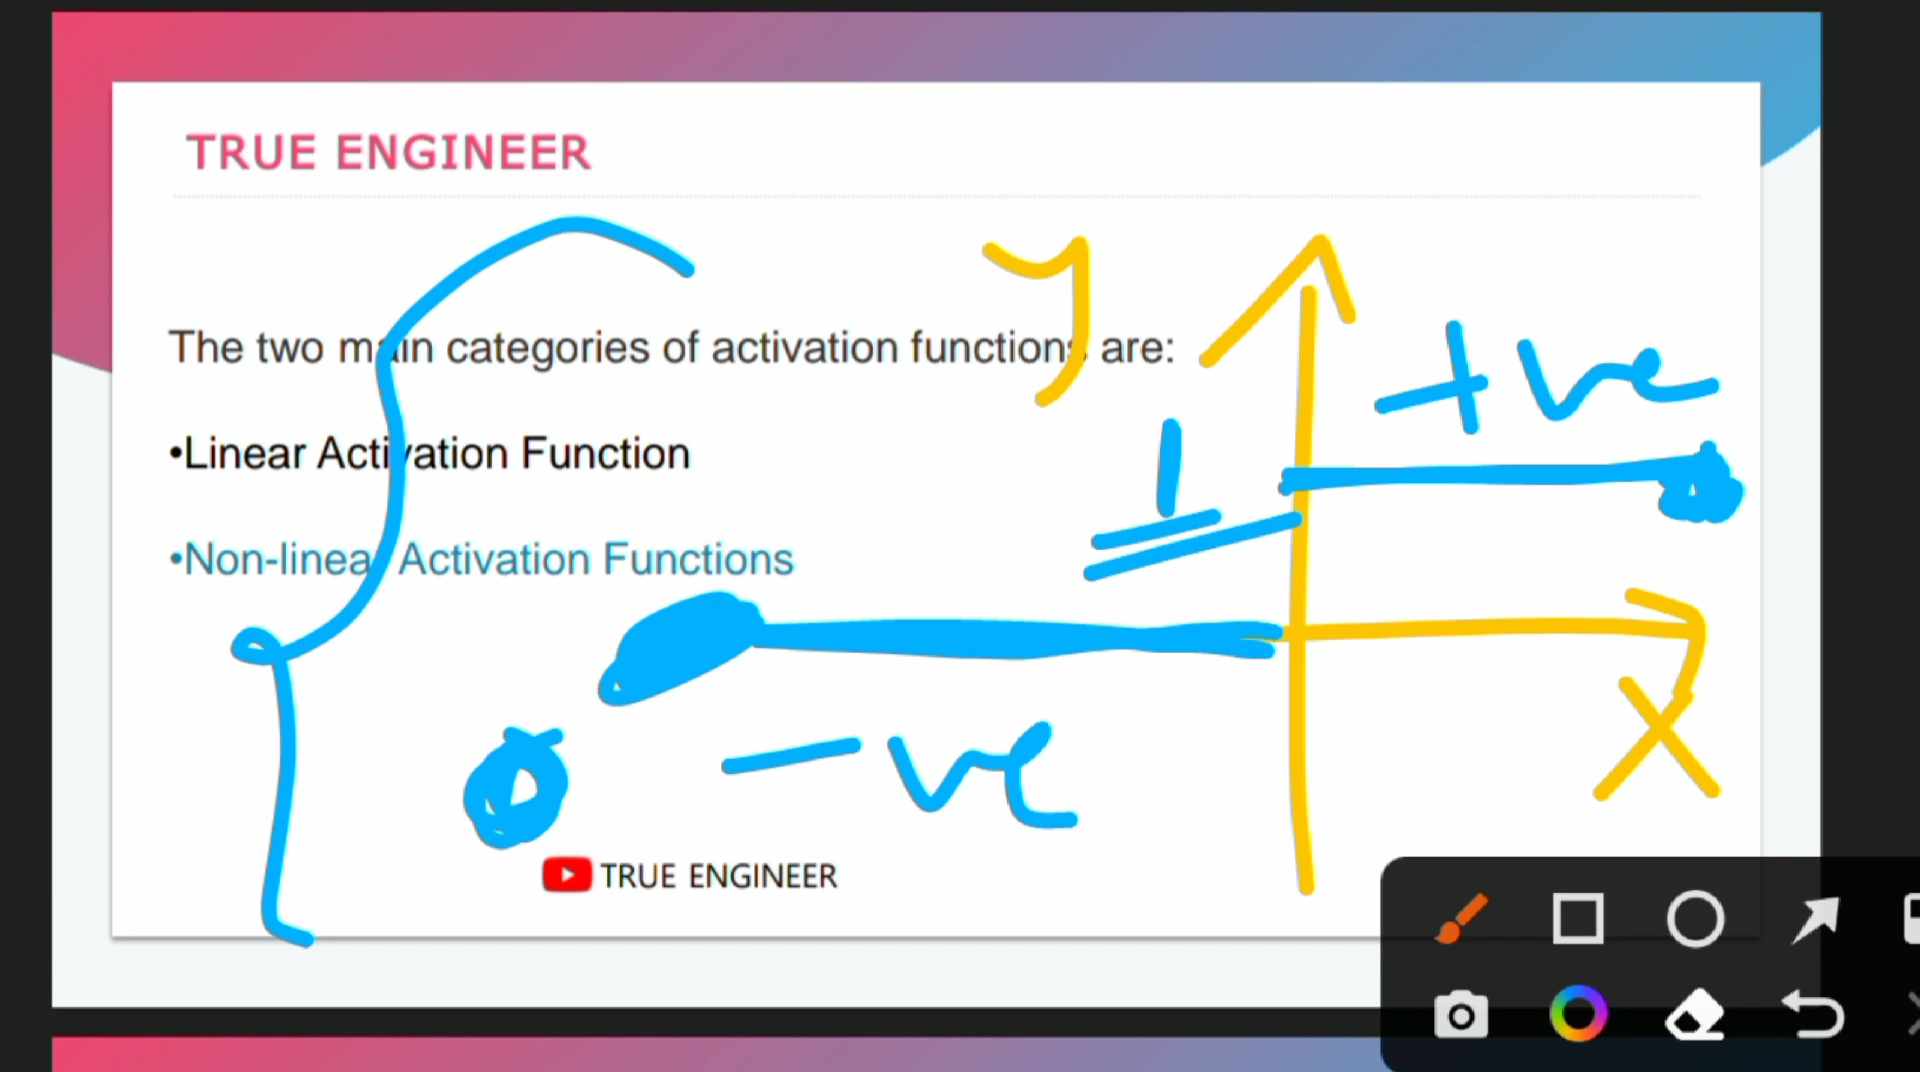 TRUE ENGINEER
The two main categories of activation functions are:
•Linear Activation Function
•Non-linear Activation Functions
y
+ve
1
X
0
-ve
TRUE ENGINEER